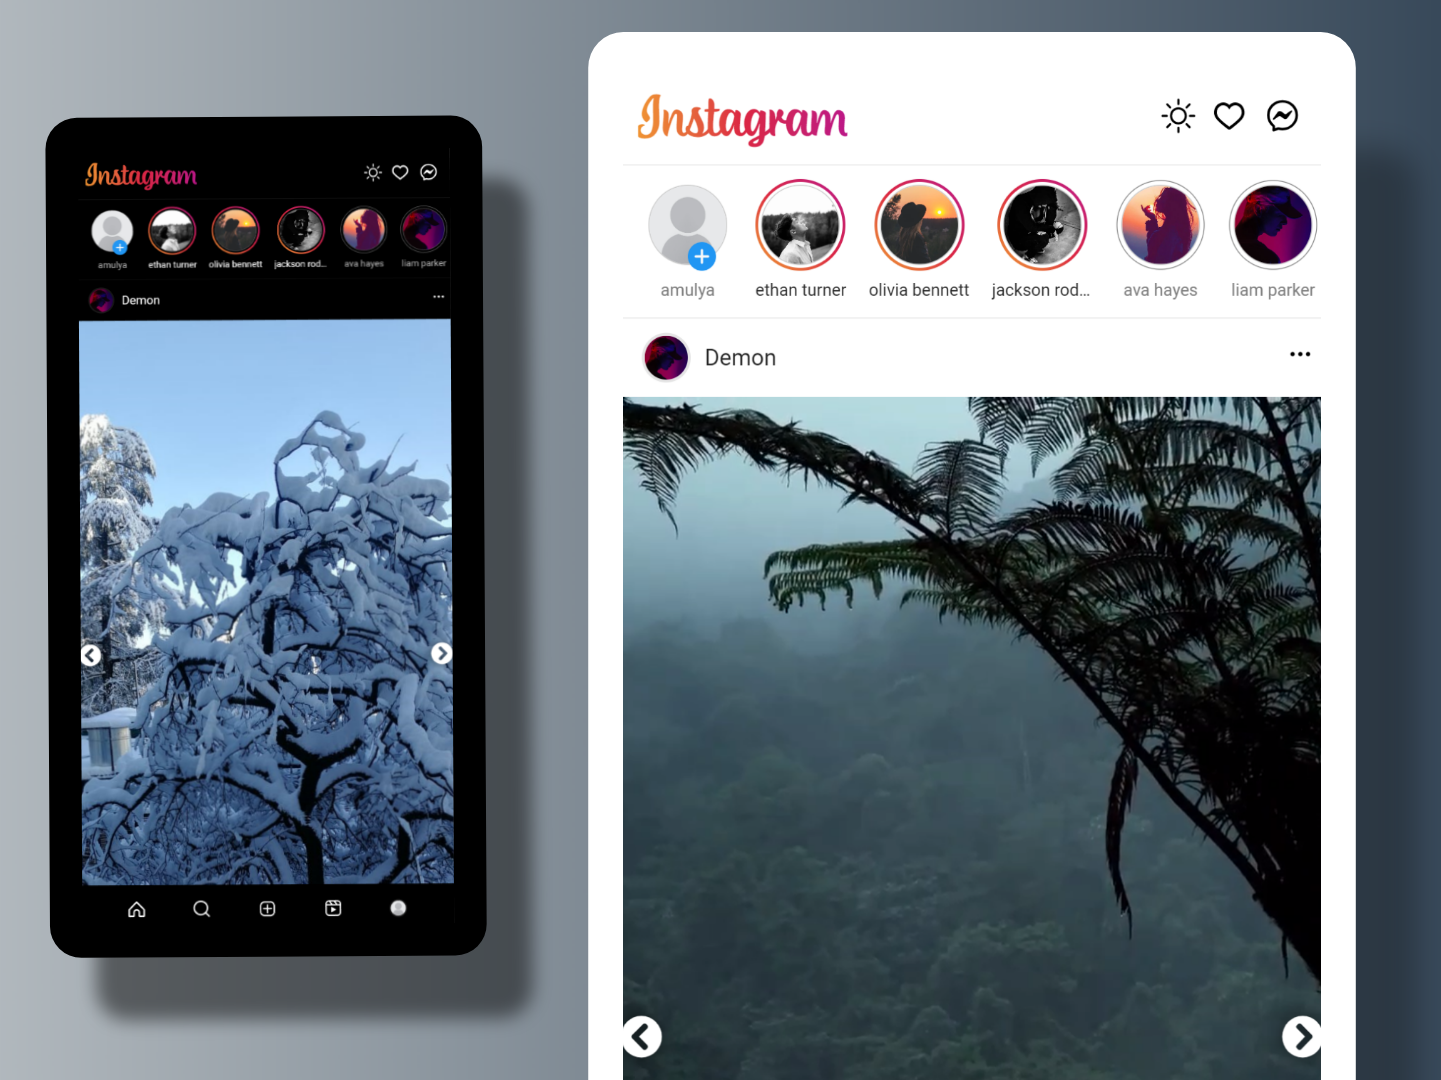 Instagram
amulya
ethan turner
olivia bennett
jackson rod...
ava hayes
liam parker
Demon
Instagram
amulya
ethan turner
olivia bennett
jackson rod...
ava hayes
liam parker
Demon